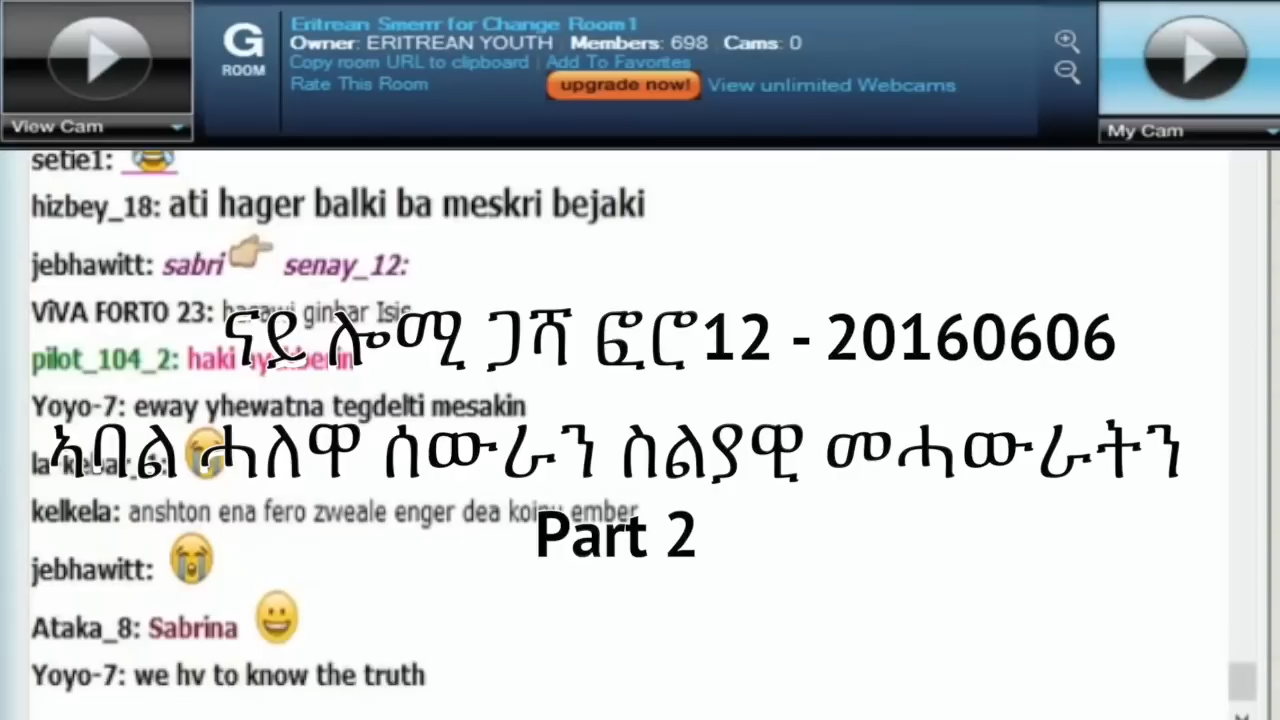 Eritrean Smerrr for Change Room1
G ROOM
Owner: ERITREAN YOUTH Members: 698 Cams: 0
Copy room URL to clipboard | Add To Favorites
Rate This Room upgrade now! View unlimited Webcams
View Cam
My Cam
setie1:
hizbey_18: ati hager balki ba meskri bejaki
jebhawitt: sabri senay_12:
VIVA FORTO 23: ginbar Isis
ናይ ሎሚ ጋሻ ፎሮ12 - 20160606
pilot_104_2: haki
Yoyo-7: eway yhewatna tegdelti mesakin
ኣባል ሓለዋ ሰውራን ስልያዊ መሓውራትን
kelkela: anshton ena fero zweale enger dea ember
Part 2
jebhawitt:
Ataka_8: Sabrina
Yoyo-7: we hv to know the truth